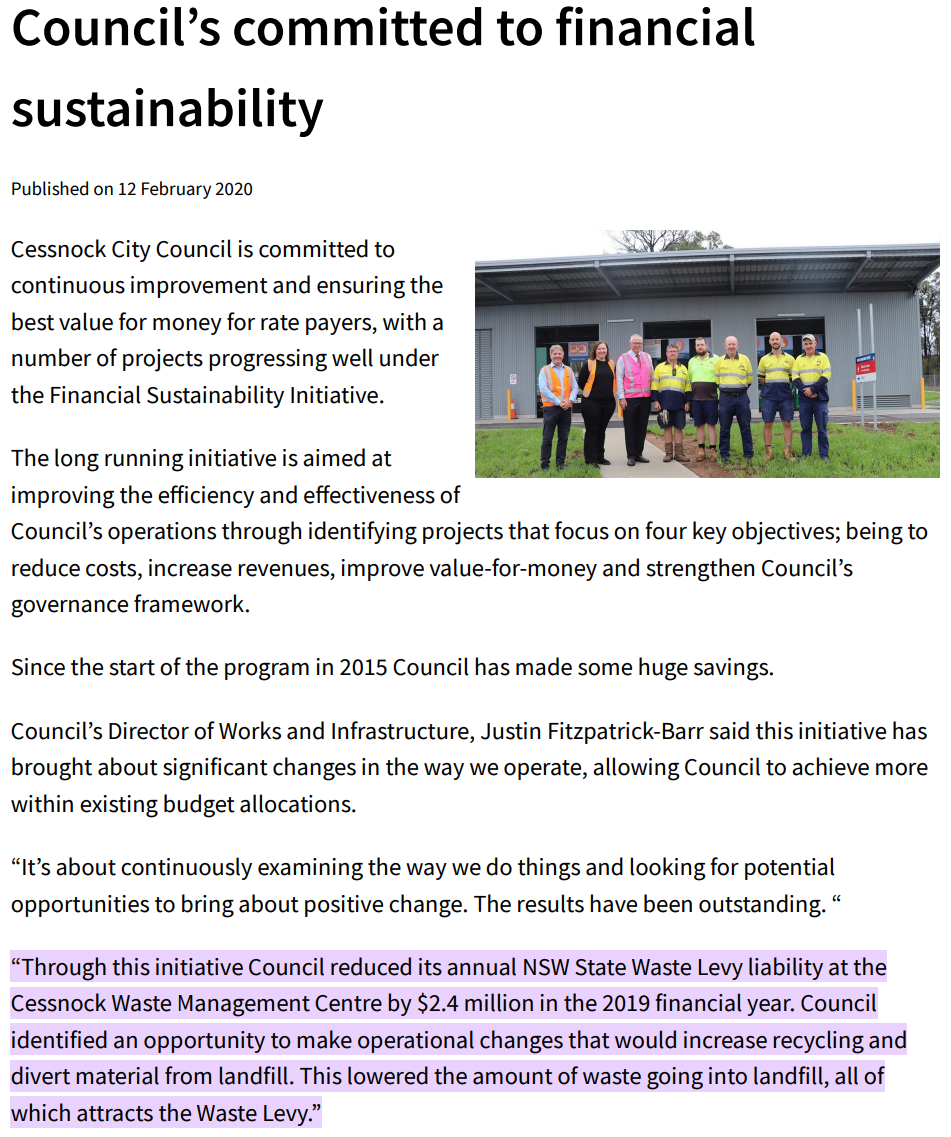 Council’s committed to financial
sustainability
Published on 12 February 2020
Cessnock City Council is committed to
continuous improvement and ensuring the
best value for money for rate payers, with a
number of projects progressing well under
the Financial Sustainability Initiative.
The long running initiative is aimed at
improving the efficiency and effectiveness of
Council’s operations through identifying projects that focus on four key objectives; being to
reduce costs, increase revenues, improve value-for-money and strengthen Council’s
governance framework.
Since the start of the program in 2015 Council has made some huge savings.
Council’s Director of Works and Infrastructure, Justin Fitzpatrick-Barr said this initiative has
brought about significant changes in the way we operate, allowing Council to achieve more
within existing budget allocations.
“It’s about continuously examining the way we do things and looking for potential
opportunities to bring about positive change. The results have been outstanding. “
“Through this initiative Council reduced its annual NSW State Waste Levy liability at the
Cessnock Waste Management Centre by $2.4 million in the 2019 financial year. Council
identified an opportunity to make operational changes that would increase recycling and
divert material from landfill. This lowered the amount of waste going into landfill, all of
which attracts the Waste Levy.”